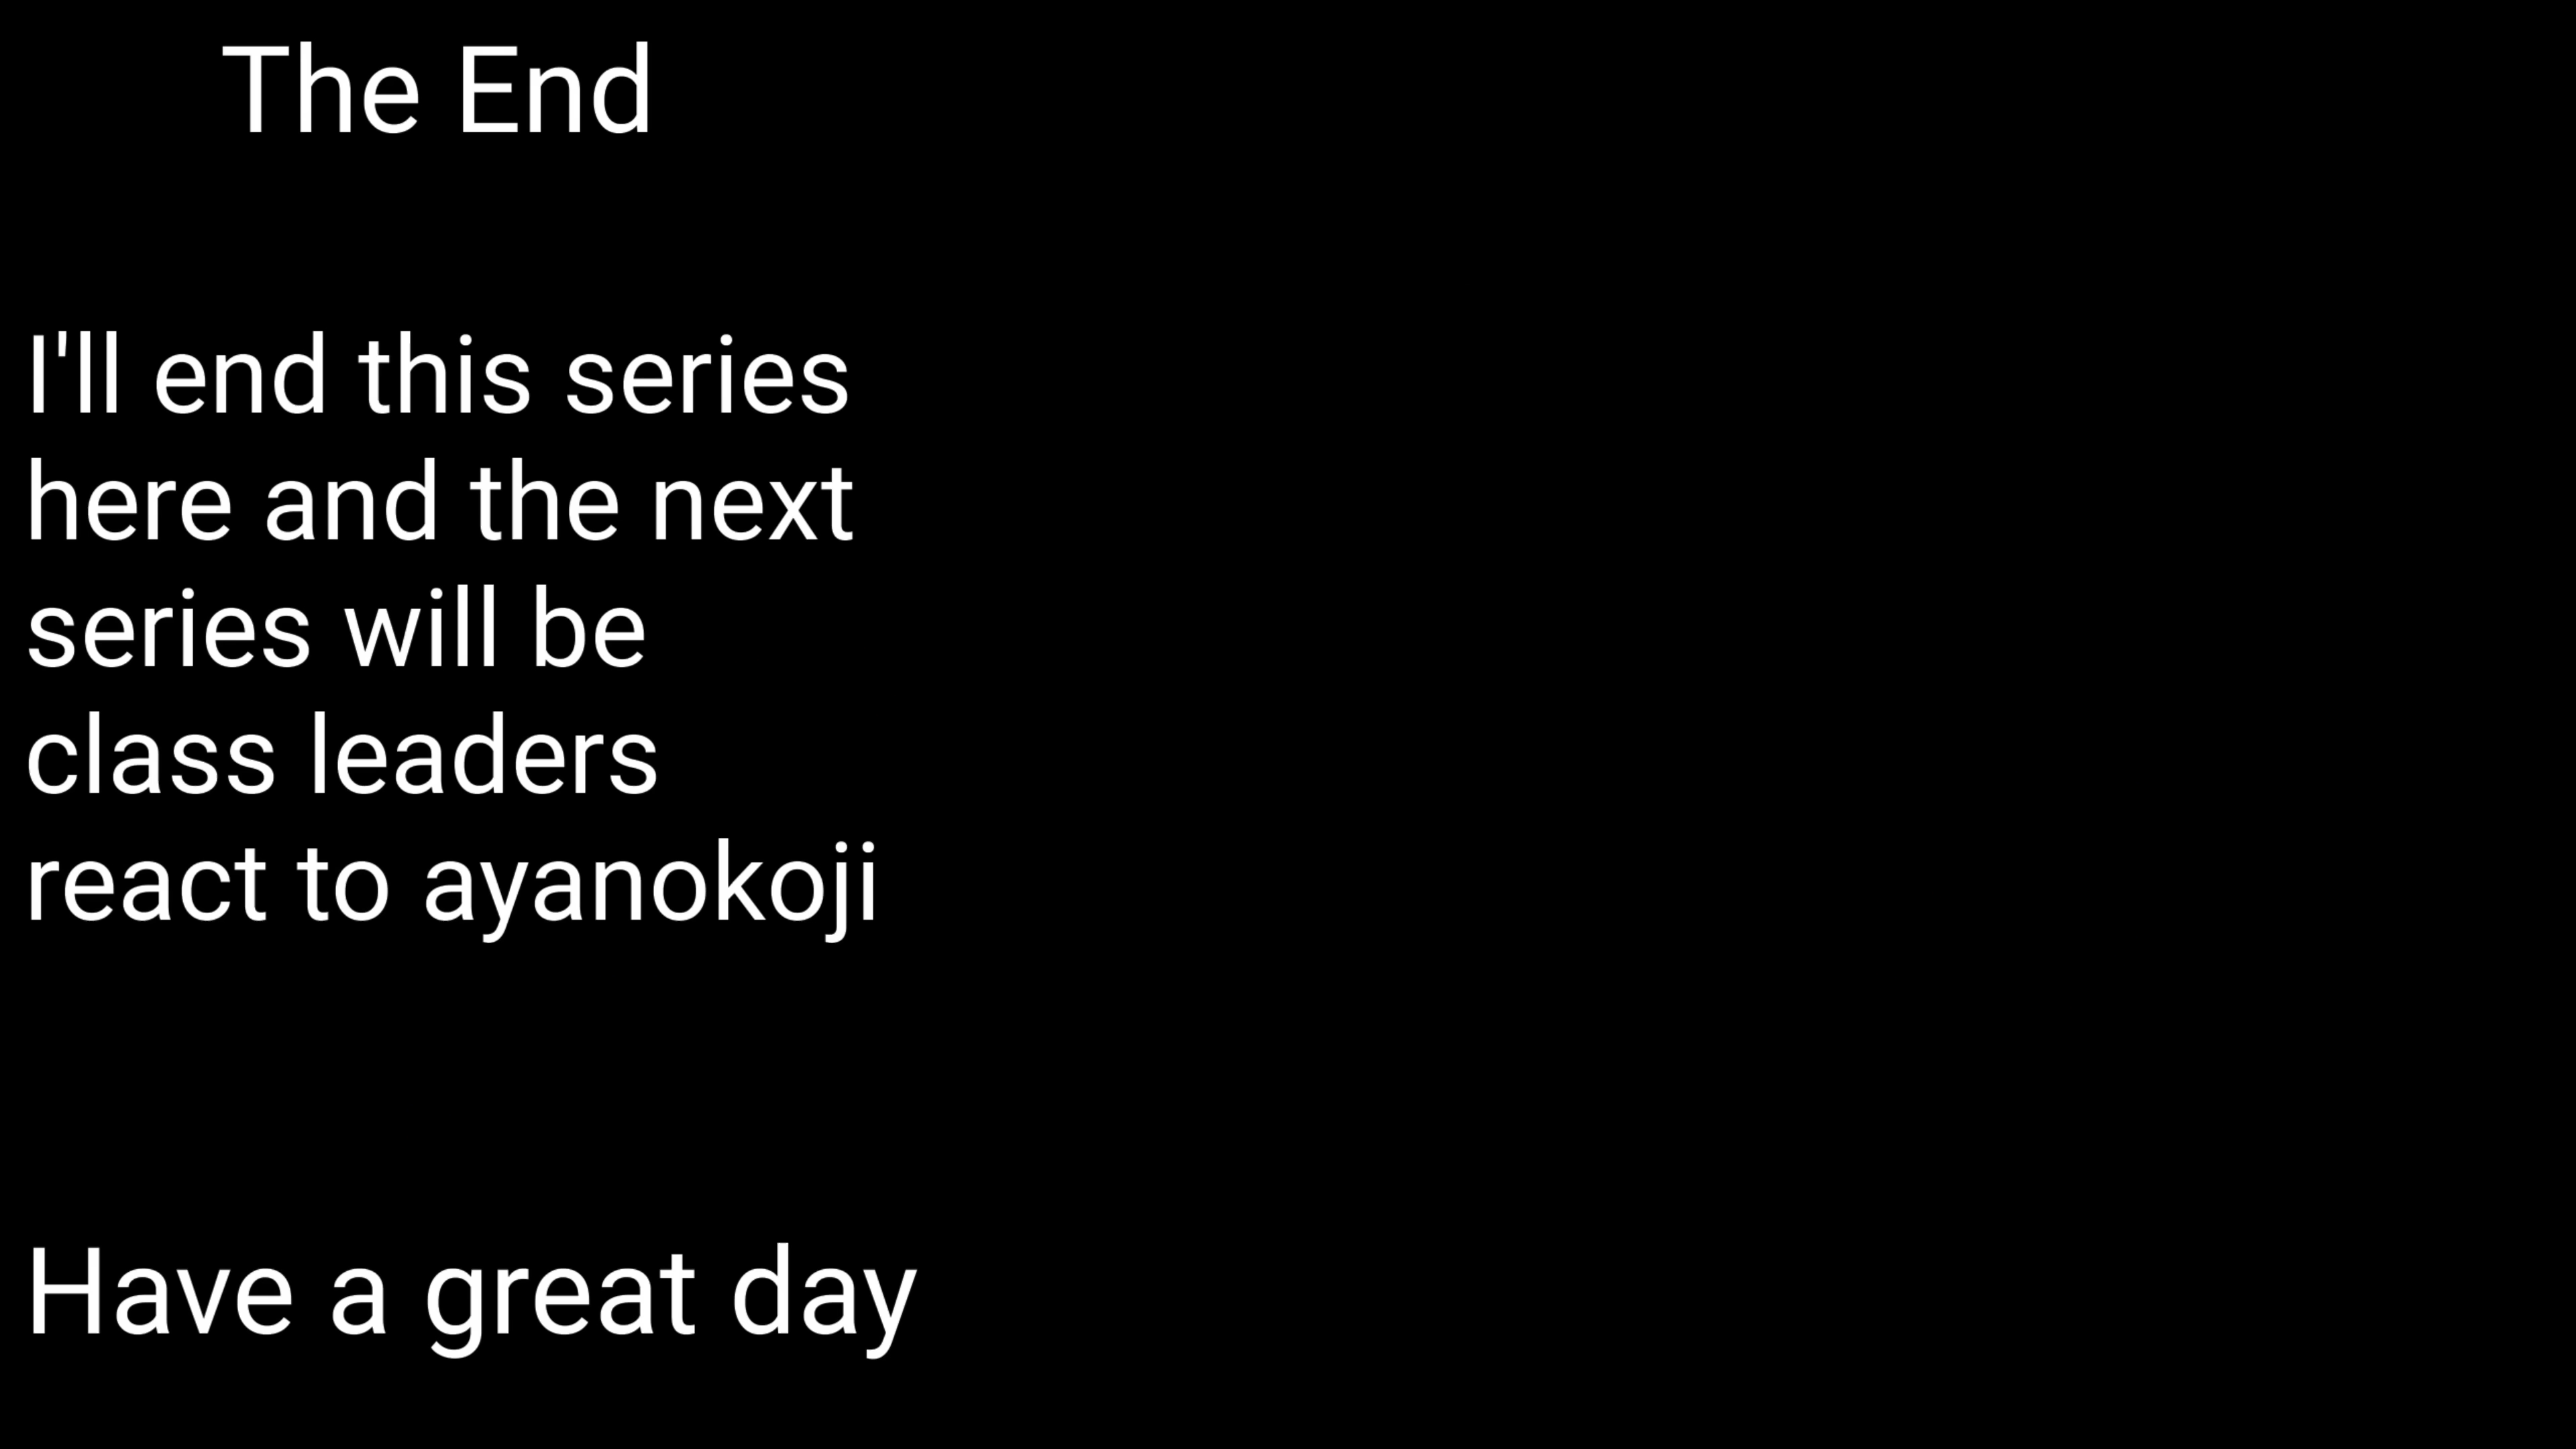 The End
I'll end this series
here and the next
series will be
class leaders
react to ayanokoji
Have a great day